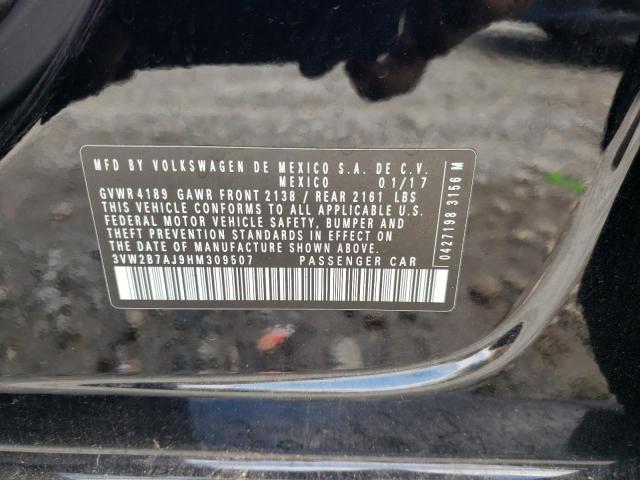 MFD BY VOLKSWAGEN DE MEXICO S.A. DE C.V.
MEXICO 01/17
GVWR4189 GAWR FRONT 2138 / REAR 2161 LBS
THIS VEHICLE CONFORMS TO ALL APPLICABLE U.S.
FEDERAL MOTOR VEHICLE SAFETY, BUMPER AND
THEFT PREVENTION STANDARDS IN EFFECT ON
THE DATE OF MANUFACTURE SHOWN ABOVE.
3VW2B7AJ9HM309507 PASSENGER CAR
0427198 3156 M